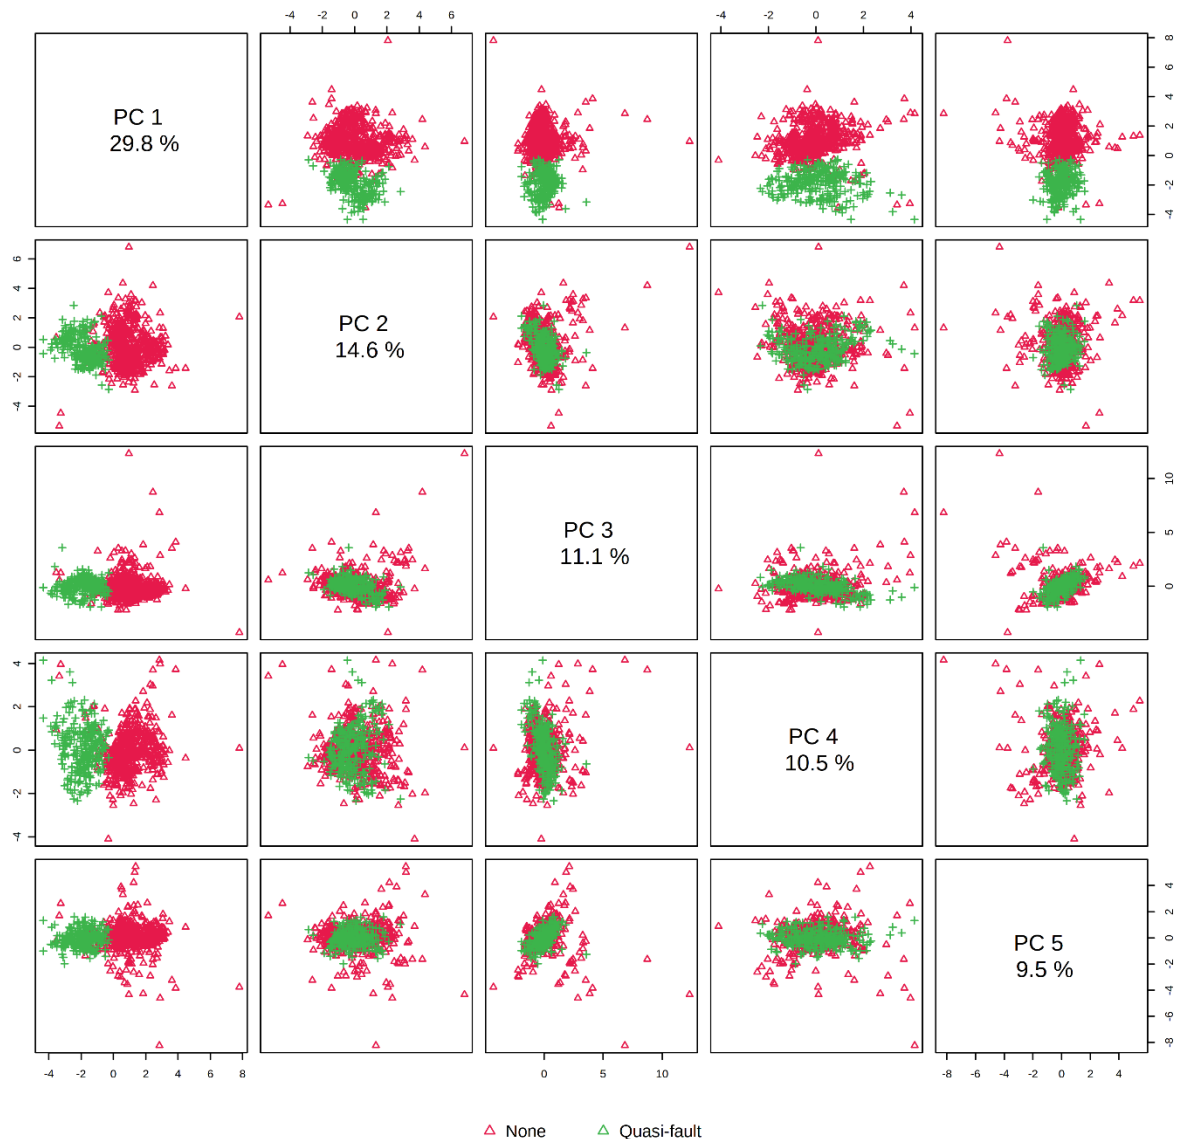 -4 -2 0 2 4 6
-4 -2 0 2 4
PC 1
29.8 %
-4 -2 0 2 4 6 8
-4 -2 0 2 4 6
PC 2
14.6 %
PC 3
11.1 %
0 5 10
-4 -2 0 2 4
PC 4
10.5 %
PC 5
9.5 %
-8 -6 -4 -2 0 2 4
-4 -2 0 2 4 6 8
0 5 10
-8 -6 -4 -2 0 2 4
None Quasi-fault